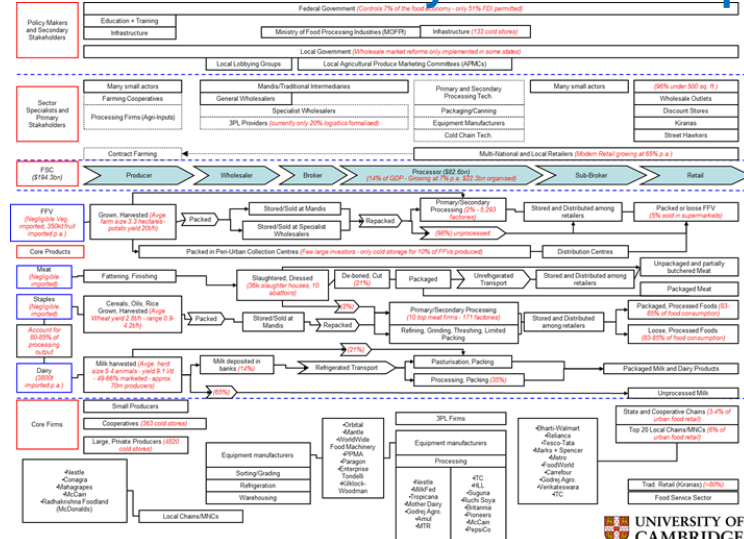 Policy Makers
and Secondary
Stakeholders
Federal Government (Controls 7% of the food economy - only 51% FDI permitted)
Education + Training
Infrastructure
Ministry of Food Processing Industries (MOFPI)
Infrastructure (133 cold stores)
Local Government (Wholesale market reforms only implemented in some states)
Local Lobbying Groups
Local Agricultural Produce Marketing Committees (APMCs)
Sector
Specialists and
Primary
Stakeholders
Many small actors
Farming Cooperatives
Processing Firms (Agri-Inputs)
Contract Farming
Mandis/Traditional Intermediaries
General Wholesalers
Specialist Wholesalers
3PL Providers (currently only 20% logistics formalised)
Primary and Secondary
Processing Tech.
Packaging/Canning
Equipment Manufacturers
Cold Chain Tech.
Many small actors
(96% under 500 sq. ft.)
Wholesale Outlets
Discount Stores
Kiranas
Street Hawkers
Multi-National and Local Retailers (Modern Retail growing at 65% p.a.)
FSC
($194.3bn)
Producer
Wholesaler
Broker
Processor ($82.6bn)
(14% of GDP - Growing at 7% p.a. $22.3bn organised)
Sub-Broker
Retail
FFV
(Negligible Veg.
imported, 350kt fruit
imported p.a.)
Grown, Harvested (Avge.
farm size 3.3 hectares-
potato yield 20t/h)
Packed
Stored/Sold at
Mandis
Stored/Sold at Specialist
Wholesalers
Repacked
Primary/Secondary
Processing (2% - 5,293
factories)
(98%) unprocessed
Stored and Distributed among
retailers
Packed or loose FFV
(5% sold in supermarkets)
Core Products
Packed in Peri-Urban Collection Centres (Few large investors - only cold storage for 10% of FFVs produced)
Distribution Centres
Meat
(Negligible
imported)
Fattening, Finishing
Slaughtered, Dressed
(36k slaughter houses, 10
abattoirs)
De-boned, Cut
(21%)
Packaged
Unrefrigerated
Transport
Stored and Distributed among
retailers
Unpackaged and partially
butchered Meat
Packaged Meat
Staples
(Negligible
imported)
Cereals, Oils, Rice
Grown, Harvested (Avge.
Wheat yield 2.8t/h - range 0.9-
4.2t/h)
Packed
Stored/Sold at Mandis
(2%)
Repacked
Primary/Secondary Processing
(10 top meat firms - 171 factories)
Refining, Grinding, Threshing, Limited
Packing
Stored and Distributed among
retailers
Packaged, Processed Foods (83-
85% of food consumption)
Loose, Processed Foods
(83-85% of food consumption)
Account for
80-85% of
processing
output
Dairy
(3800t
imported p.a.)
Milk harvested (Avge. herd
size 5.4 animals - yield 9.1l/d
- 49-66% marketed - approx.
70m producers)
Milk deposited in
banks (14%)
(21%)
Refrigerated Transport
Pasturisation, Packing
Processing, Packing (35%)
(65%)
Packaged Milk and Dairy Products
Unprocessed Milk
Core Firms
Small Producers
Cooperatives (363 cold stores)
Large, Private Producers (4820
cold stores)
•Nestle
•Conagra
•Mahagrapes
•McCain
•Radhakrishna Foodland
(McDonalds)
Local Chains/MNCs
Equipment manufacturers
Sorting/Grading
Refrigeration
Warehousing
•Orbital
•Mantle
•WorldWide
Food Machinery
•PPMA
•Paragon
•Enterprise
Tondelli
•Kliklock-
Woodman
3PL Firms
Equipment manufacturers
Processing
•Nestle
•MilkFed
•Tropicana
•Mother Dairy
•Godrej Agro.
•Amul
•MTR
•ITC
•HLL
•Suguna
•Ruchi Soya
•Britannia
•Pioneers
•McCain
•PepsiCo
•Bharti-Walmart
•Reliance
•Tesco-Tata
•Marks + Spencer
•Metro
•FoodWorld
•Carrefour
•Godrej Agro.
•Venkateswara
•ITC
State and Cooperative Chains (3-4% of
urban food retail)
Top 20 Local Chains/MNCs (6% of
urban food retail)
Trad. Retail (Kiranas) (>80%)
Food Service Sector
UNIVERSITY OF
CAMBRIDGE